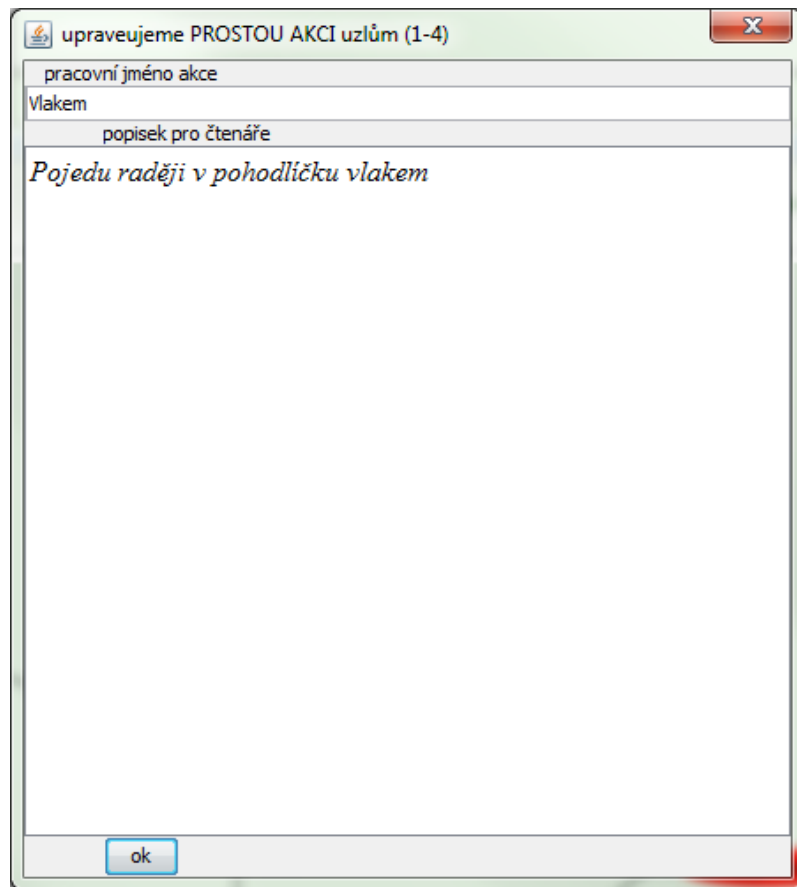 upraveujeme PROSTOU AKCI uzlům (1-4)
pracovní jméno akce
Vlakem
popisek pro čtenáře
Pojedu raději v pohodlíčku vlakem
ok